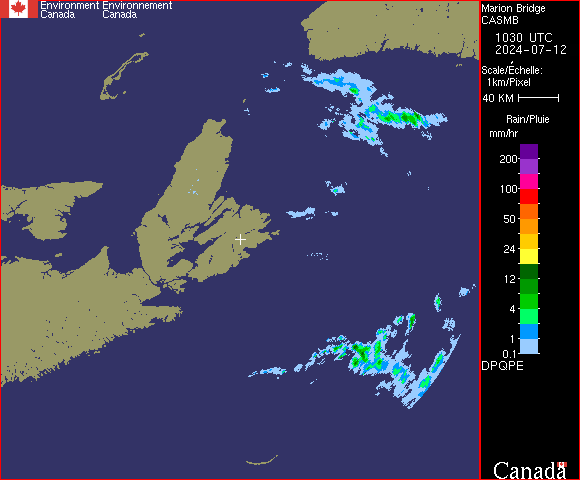 Environment Environnement
Canada Canada
Marion Bridge
CASMB
1030 UTC
2024-07-12
Scale/Échelle:
1km/Pixel
40 KM
Rain/Pluie
mm/hr
200
100
50
24
12
4
1
0.1
DPQPE
Canada